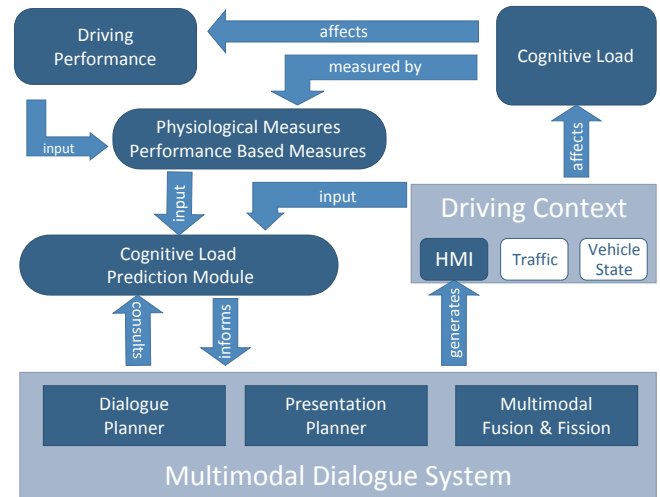 Driving
Performance
affects
Cognitive Load
measured by
input
Physiological Measures
Performance Based Measures
affects
input
input
Driving Context
HMI
Traffic
Vehicle
State
Cognitive Load
Prediction Module
consults
informs
generates
Dialogue
Planner
Presentation
Planner
Multimodal
Fusion & Fission
Multimodal Dialogue System